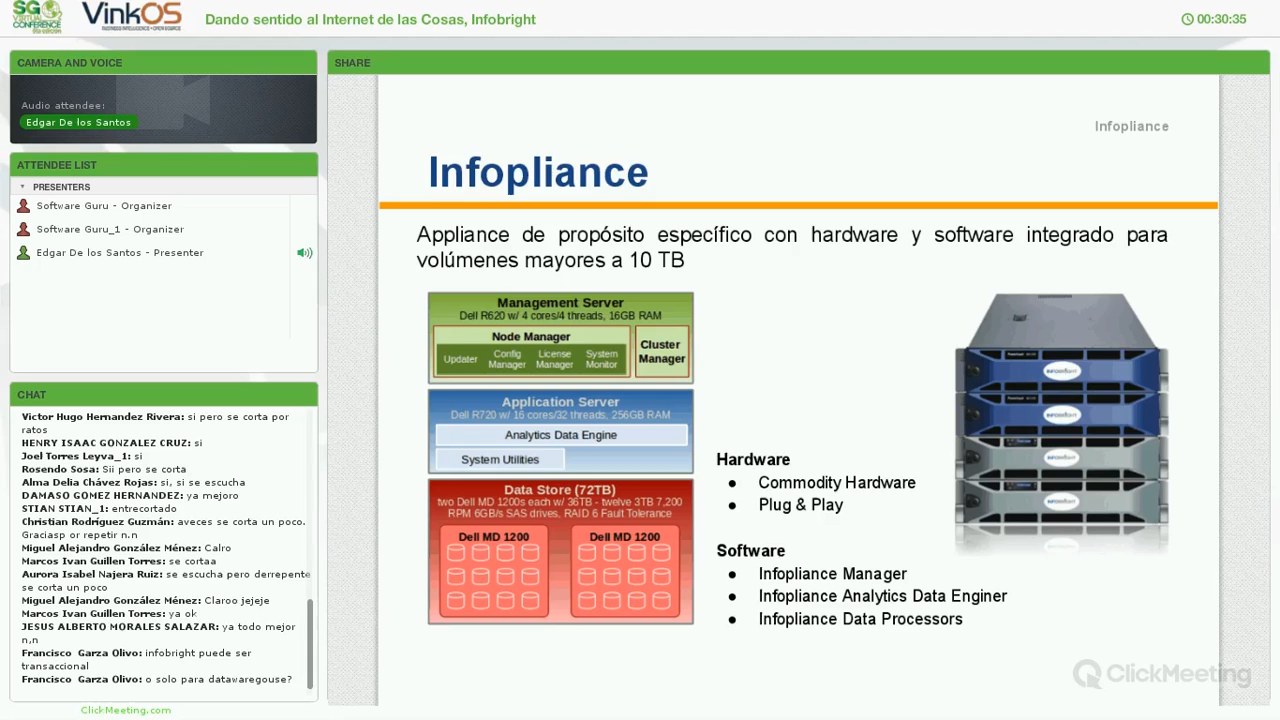 SG
VIRTUAL
CONFERENCE
VinkOS
BUSINESS INTELLIGENCE • OPEN SOURCE
Dando sentido al Internet de las Cosas, Infobright
00:30:35
CAMERA AND VOICE
Audio attendee:
Edgar De los Santos
ATTENDEE LIST
PRESENTERS
Software Guru - Organizer
Software Guru_1 - Organizer
Edgar De los Santos - Presenter
CHAT
Victor Hugo Hernandez Rivera: si pero se corta por
ratos
HENRY ISAAC GONZALEZ CRUZ: si
Joel Torres Leyva_1: si
Rosendo Sosa: Sii pero se corta
Alma Delia Chávez Rojas: si, si se escucha
DAMASO GOMEZ HERNANDEZ: ya mejoro
STIAN STIAN_1: entrecortado
Christian Rodríguez Guzmán: aveces se corta un poco.
Graciasp or repetir n.n
Miguel Alejandro González Ménez: Calro
Marcos Ivan Guillen Torres: se cortaa
Aurora Isabel Najera Ruiz: se escucha pero derrepente
se corta un poco
Miguel Alejandro González Ménez: Claroo jejeje
Marcos Ivan Guillen Torres: ya ok
JESUS ALBERTO MORALES SALAZAR: ya todo mejor
n,n
Francisco Garza Olivo: infobright puede ser
transaccional
Francisco Garza Olivo: o solo para datawaregouse?
ClickMeeting.com
SHARE
Infopliance
Infopliance
Appliance de propósito específico con hardware y software integrado para
volúmenes mayores a 10 TB
Management Server
Dell R620 w/ 4 cores/4 threads, 16GB RAM
Node Manager
Updater
Config
Manager
License
Manager
System
Monitor
Cluster
Manager
Application Server
Dell R720 w/ 16 cores/32 threads, 256GB RAM
Analytics Data Engine
System Utilities
Data Store (72TB)
two Dell MD 1200s each w/ 36TB - twelve 3TB 7,200
RPM 6GB/s SAS drives, RAID 6 Fault Tolerance
Dell MD 1200
Dell MD 1200
Hardware
● Commodity Hardware
● Plug & Play
Software
● Infopliance Manager
● Infopliance Analytics Data Enginer
● Infopliance Data Processors
ClickMeeting